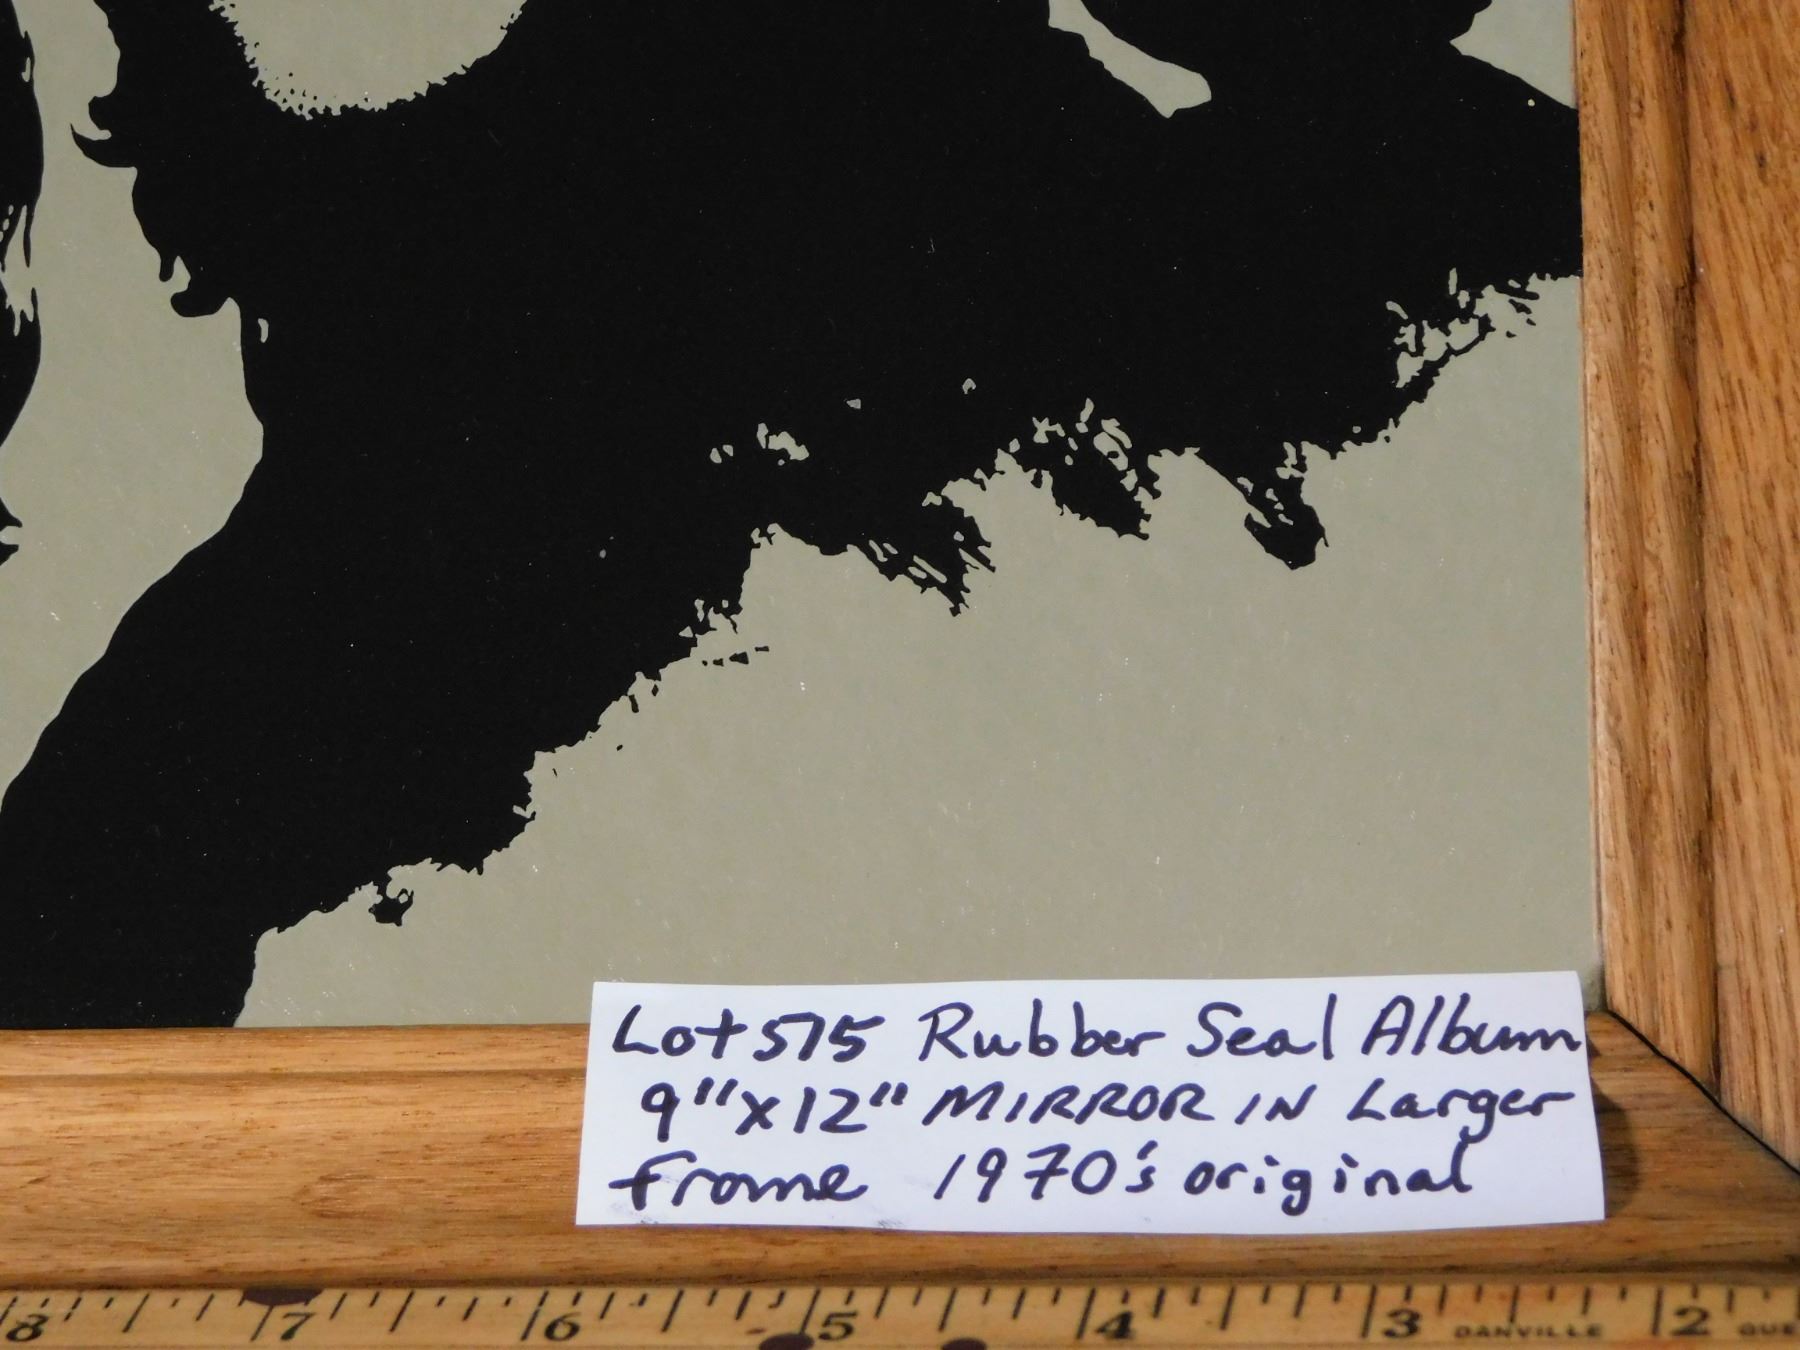 Lot 575 Rubber Seal Album
9"x12" MIRROR IN Larger
Frame 1970's original
8 7 6 5 4 3 DANVILLE 2 QUE